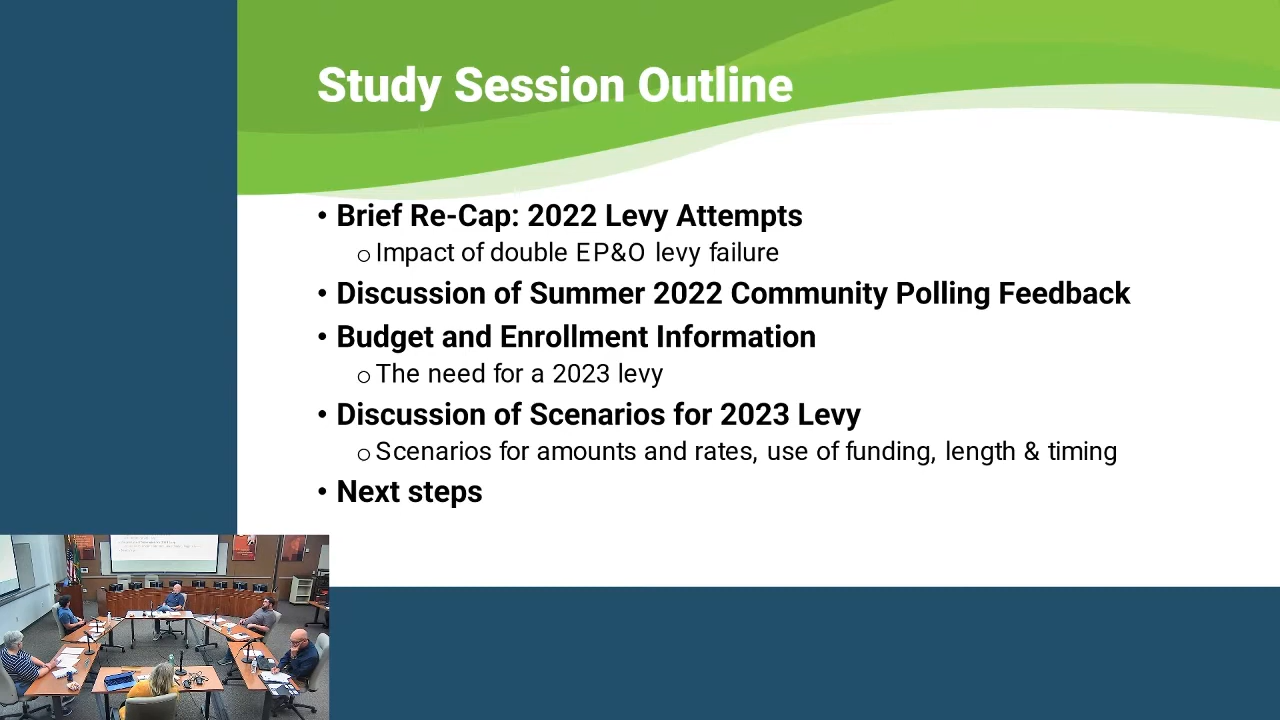 Study Session Outline
• Brief Re-Cap: 2022 Levy Attempts
o Impact of double EP&O levy failure
• Discussion of Summer 2022 Community Polling Feedback
• Budget and Enrollment Information
o The need for a 2023 levy
• Discussion of Scenarios for 2023 Levy
o Scenarios for amounts and rates, use of funding, length & timing
• Next steps